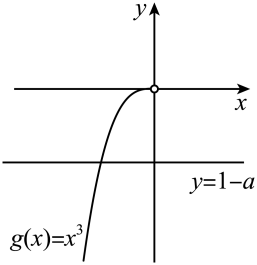 y
x
y=1-a
g(x)=x³